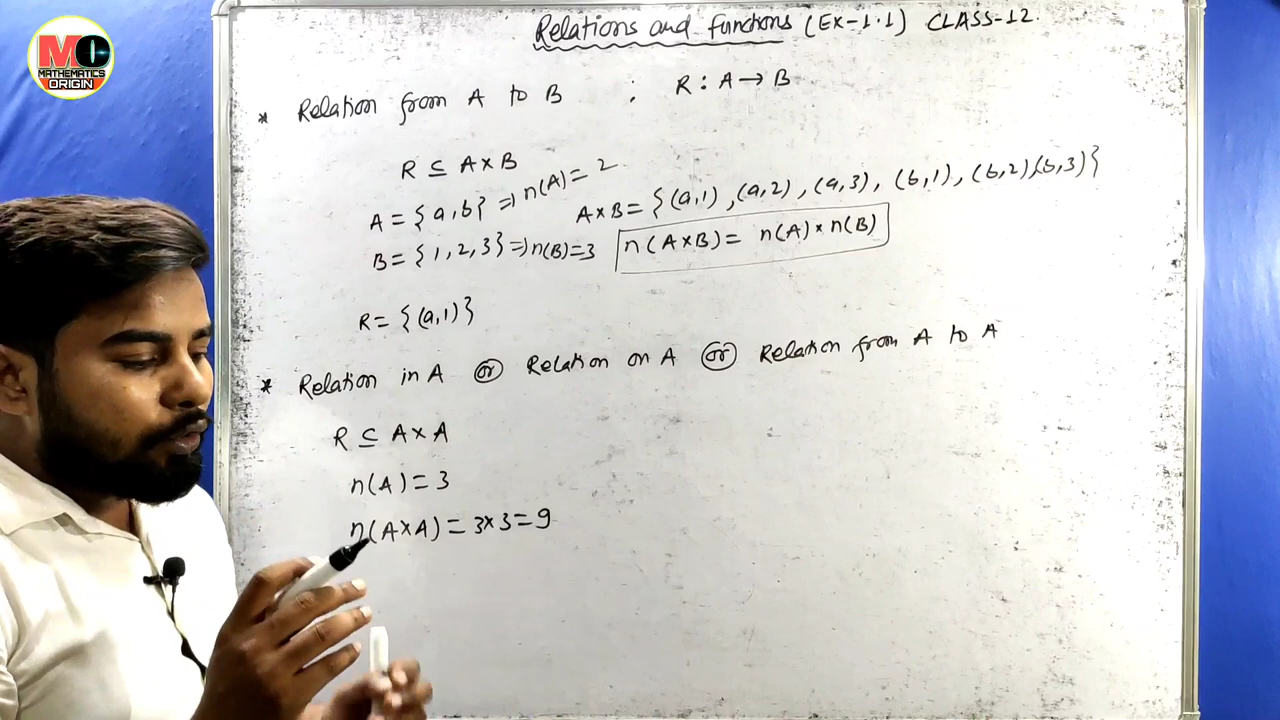 MO
MATHEMATICS
ORIGIN
Relations and functions (Ex-1.1) CLASS-12.
* Relation from A to B : R : A → B
R ⊆ A×B
A = {a,b} ⇒ n(A) = 2
A×B = {(a,1), (a,2), (a,3), (b,1), (b,2), (b,3)}
B = {1,2,3} ⇒ n(B)=3
n(A×B) = n(A) × n(B)
R = {(a,1)}
* Relation in A or Relation on A or Relation from A to A
R ⊆ A×A
n(A) = 3
n(A×A) = 3×3 = 9